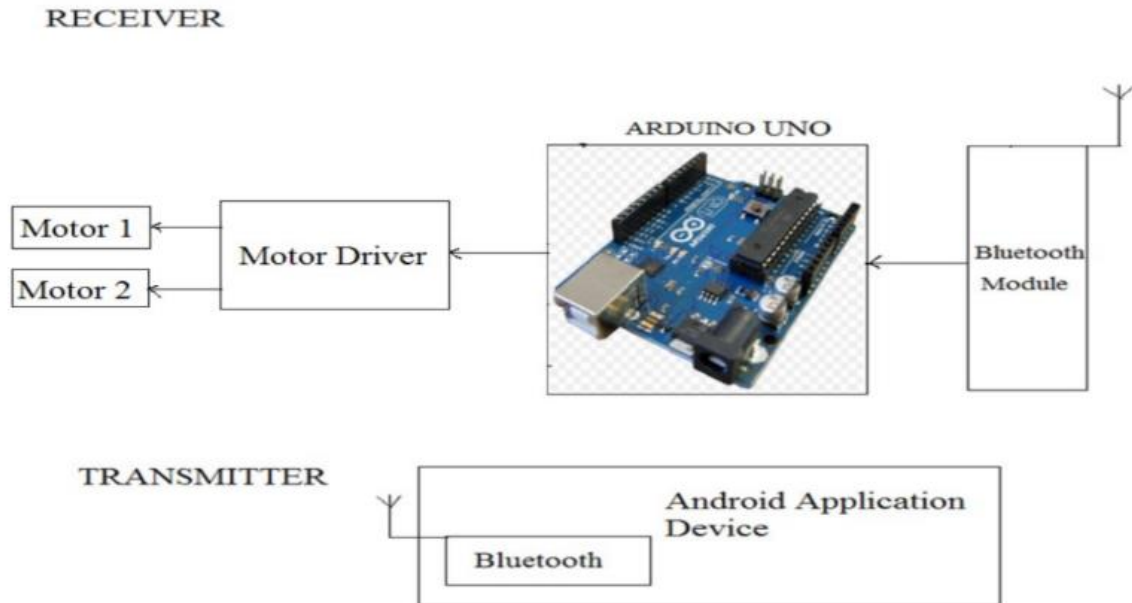 RECEIVER
ARDUINO UNO
Motor 1
Motor Driver
Motor 2
Bluetooth
Module
TRANSMITTER
Android Application
Device
Bluetooth